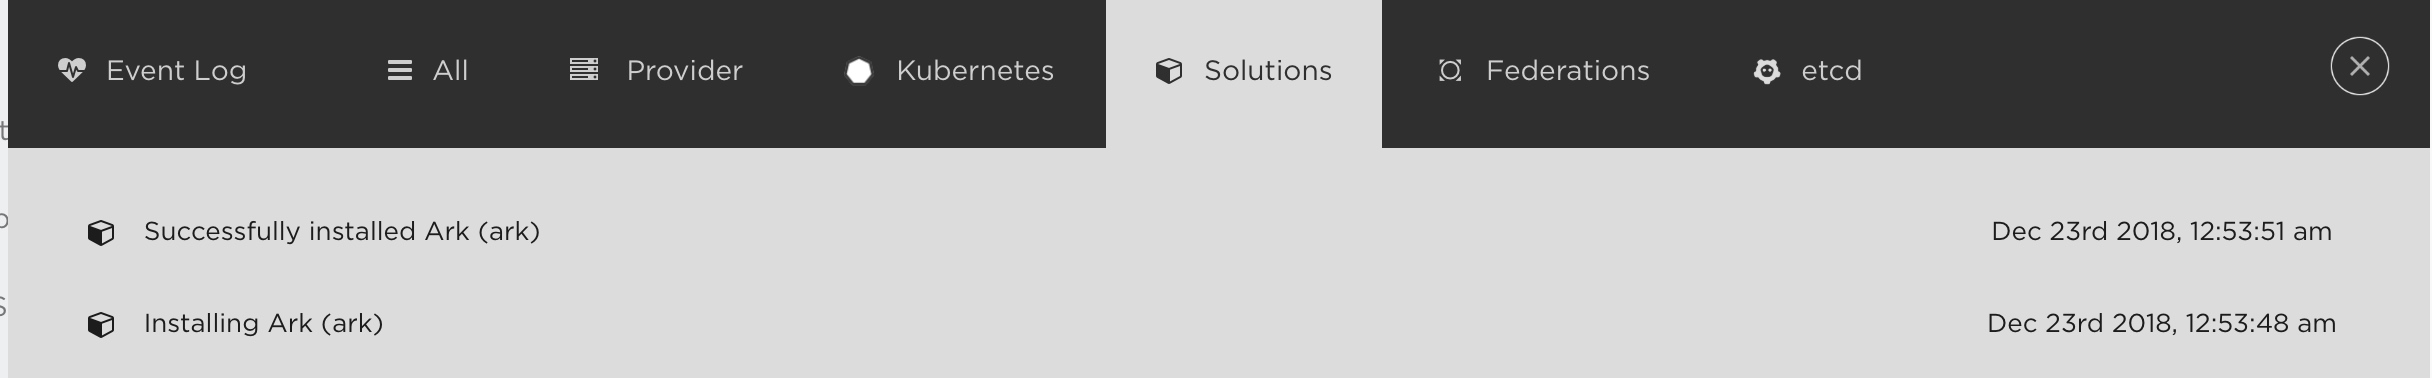 Event Log All Provider Kubernetes Solutions Federations etcd
Successfully installed Ark (ark) Dec 23rd 2018, 12:53:51 am
Installing Ark (ark) Dec 23rd 2018, 12:53:48 am